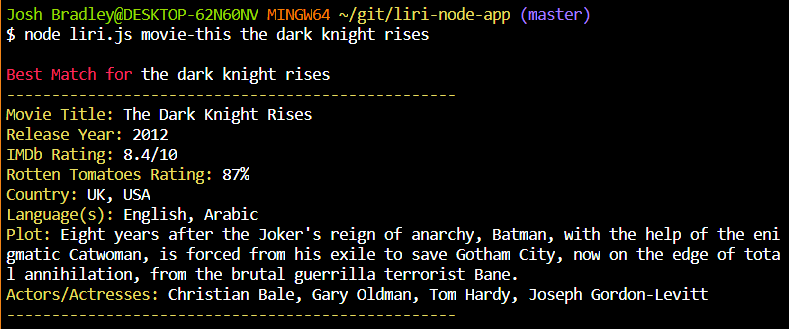 Josh Bradley@DESKTOP-62N60NV MINGW64 ~/git/liri-node-app (master)
$ node liri.js movie-this the dark knight rises
Best Match for the dark knight rises
--------------------------------------------------
Movie Title: The Dark Knight Rises
Release Year: 2012
IMDb Rating: 8.4/10
Rotten Tomatoes Rating: 87%
Country: UK, USA
Language(s): English, Arabic
Plot: Eight years after the Joker's reign of anarchy, Batman, with the help of the eni
gmatic Catwoman, is forced from his exile to save Gotham City, now on the edge of tota
l annihilation, from the brutal guerrilla terrorist Bane.
Actors/Actresses: Christian Bale, Gary Oldman, Tom Hardy, Joseph Gordon-Levitt
--------------------------------------------------